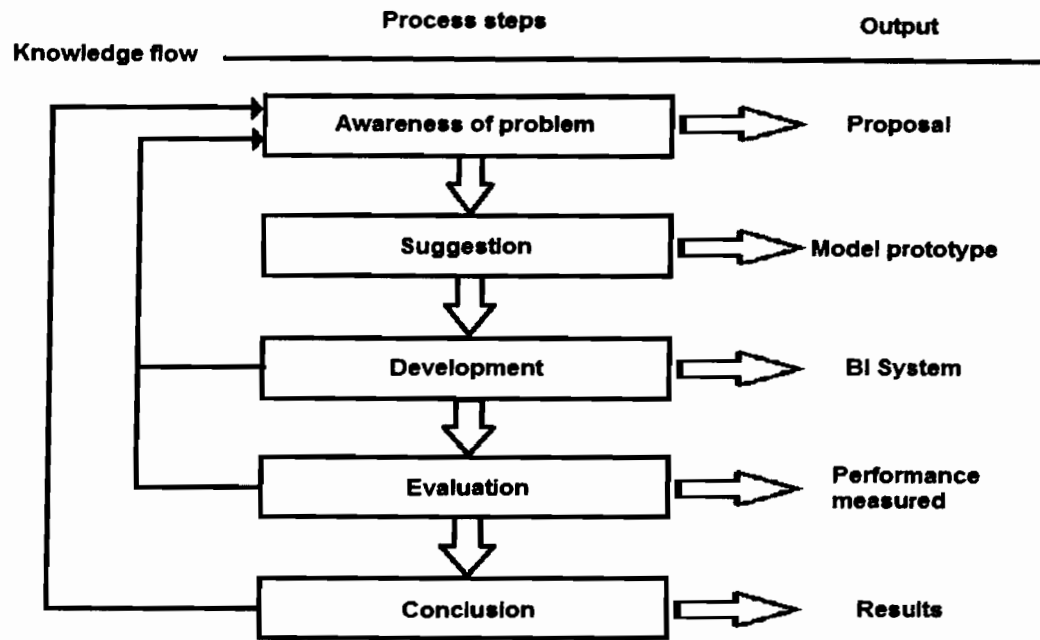 Process steps
Output
Knowledge flow
Awareness of problem
Proposal
Suggestion
Model prototype
Development
BI System
Evaluation
Performance
measured
Conclusion
Results